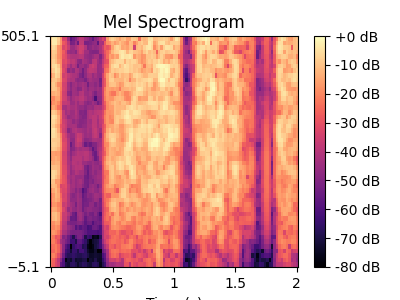 Mel Spectrogram
505.1
−5.1
0
0.5
1
1.5
2
+0 dB
-10 dB
-20 dB
-30 dB
-40 dB
-50 dB
-60 dB
-70 dB
-80 dB